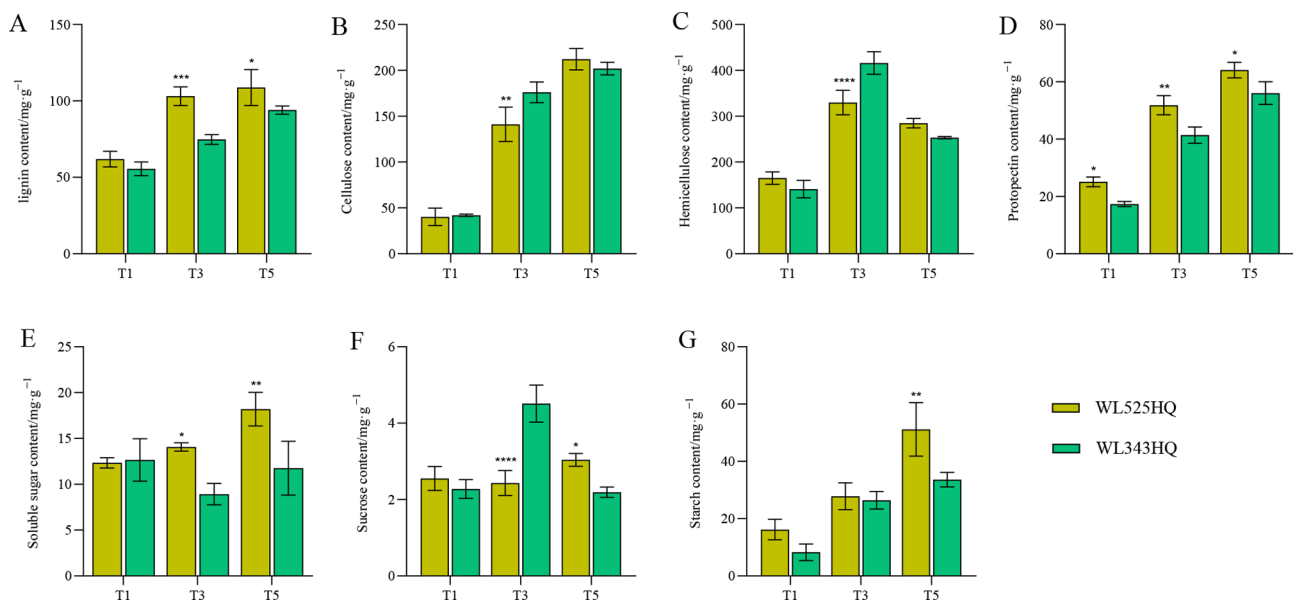 A
lignin content/mg·g⁻¹
150
100
50
0
***
*
T1 T3 T5
B
Cellulose content/mg·g⁻¹
250
200
150
100
50
0
**
T1 T3 T5
C
Hemicellulose content/mg·g⁻¹
500
400
300
200
100
0
****
T1 T3 T5
D
Protopectin content/mg·g⁻¹
80
60
40
20
0
*
**
*
T1 T3 T5
E
Soluble sugar content/mg·g⁻¹
25
20
15
10
5
0
*
**
T1 T3 T5
F
Sucrose content/mg·g⁻¹
6
4
2
0
****
*
T1 T3 T5
G
Starch content/mg·g⁻¹
80
60
40
20
0
**
T1 T3 T5
WL525HQ
WL343HQ